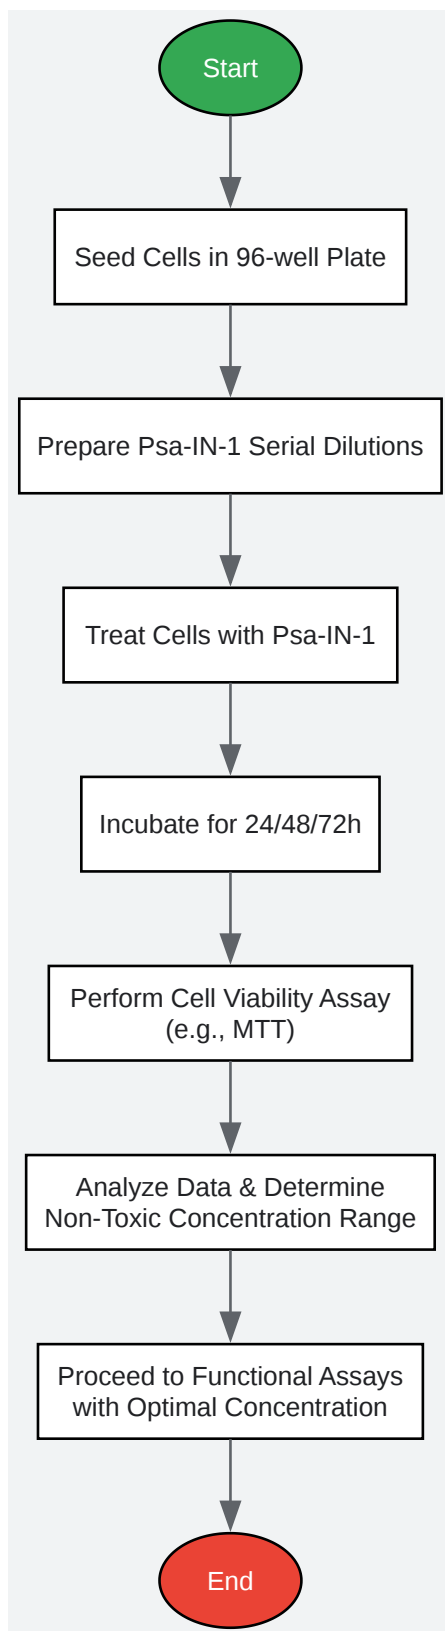 Start
Seed Cells in 96-well Plate
Prepare Psa-IN-1 Serial Dilutions
Treat Cells with Psa-IN-1
Incubate for 24/48/72h
Perform Cell Viability Assay
(e.g., MTT)
Analyze Data & Determine
Non-Toxic Concentration Range
Proceed to Functional Assays
with Optimal Concentration
End